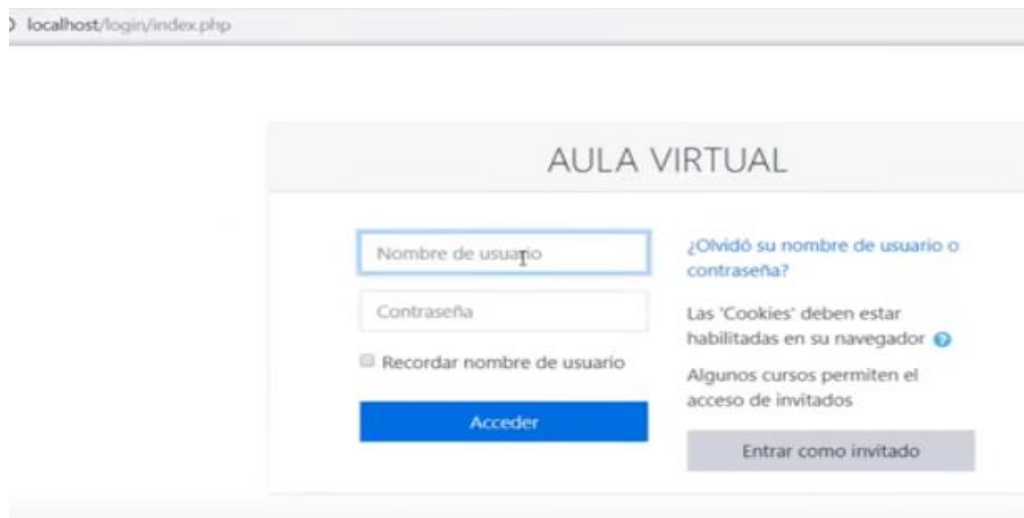 localhost/login/index.php
AULA VIRTUAL
Nombre de usuario
Contraseña
Recordar nombre de usuario
Acceder
¿Olvidó su nombre de usuario o
contraseña?
Las 'Cookies' deben estar
habilitadas en su navegador
Algunos cursos permiten el
acceso de invitados
Entrar como invitado